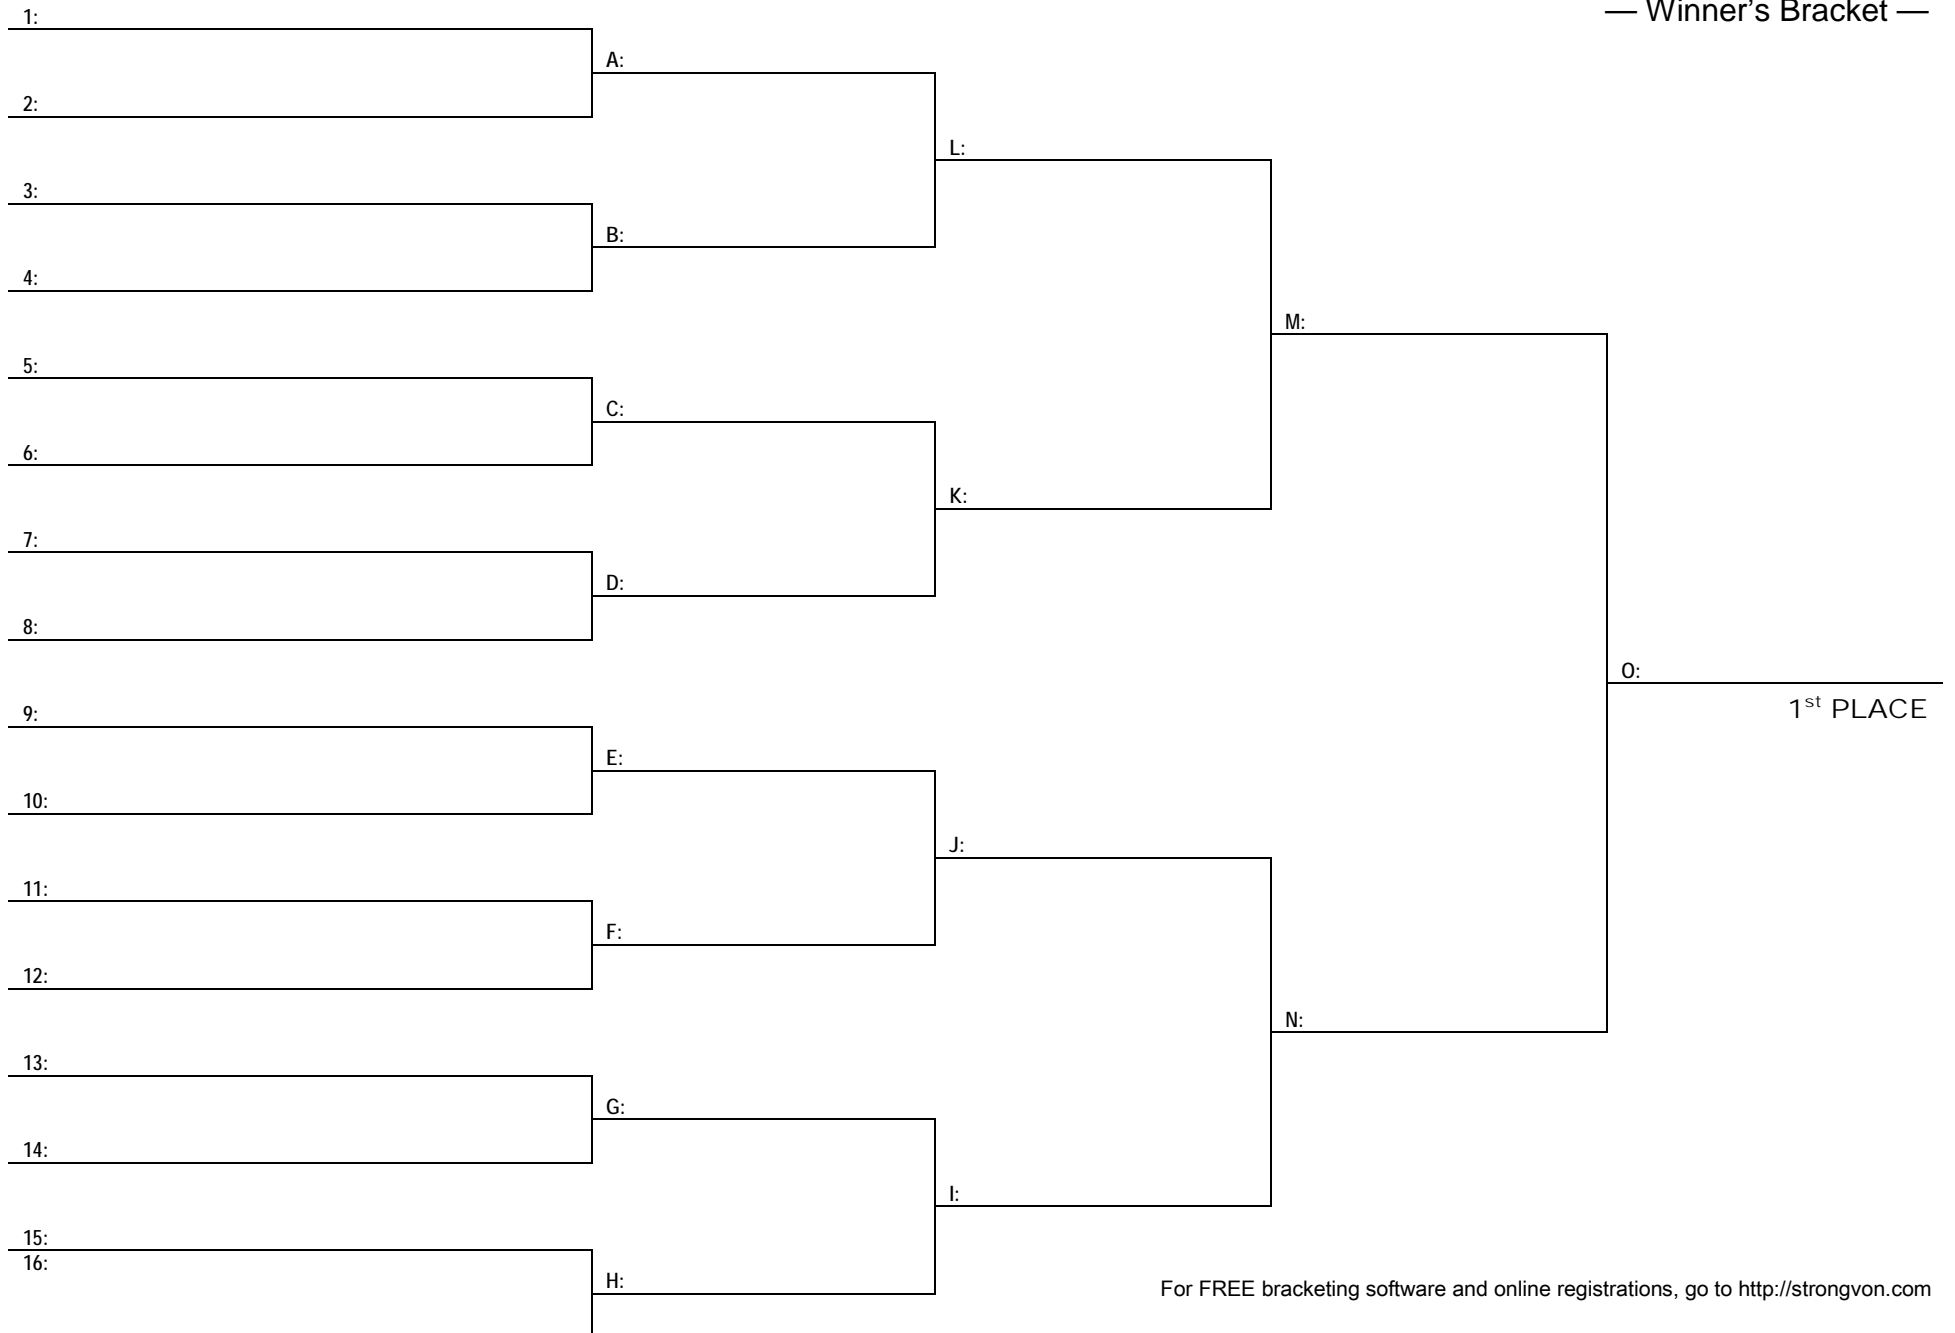 — Winner’s Bracket —
1:
A:
2:
L:
3:
B:
4:
M:
5:
C:
6:
K:
7:
D:
8:
O:
1st PLACE
9:
E:
10:
J:
11:
F:
12:
N:
13:
G:
14:
I:
15:
16:
H:
For FREE bracketing software and online registrations, go to http://strongvon.com